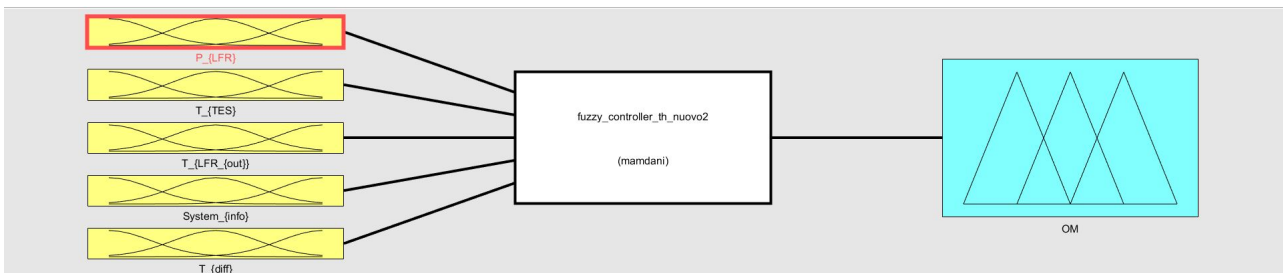 P_{LFR}
T_{TES}
T_{LFR_{out}}
System_{info}
T_{diff}
fuzzy_controller_th_nuovo2
(mamdani)
OM